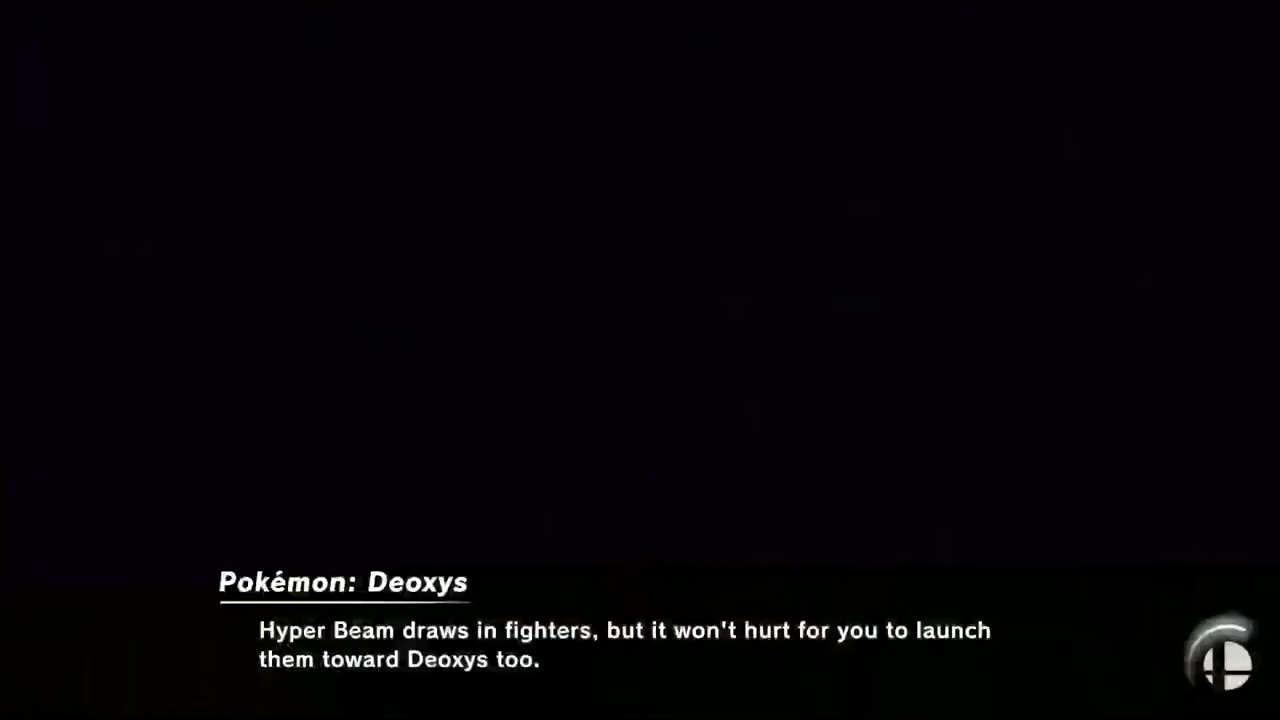 Pokémon: Deoxys
Hyper Beam draws in fighters, but it won't hurt for you to launch
them toward Deoxys too.